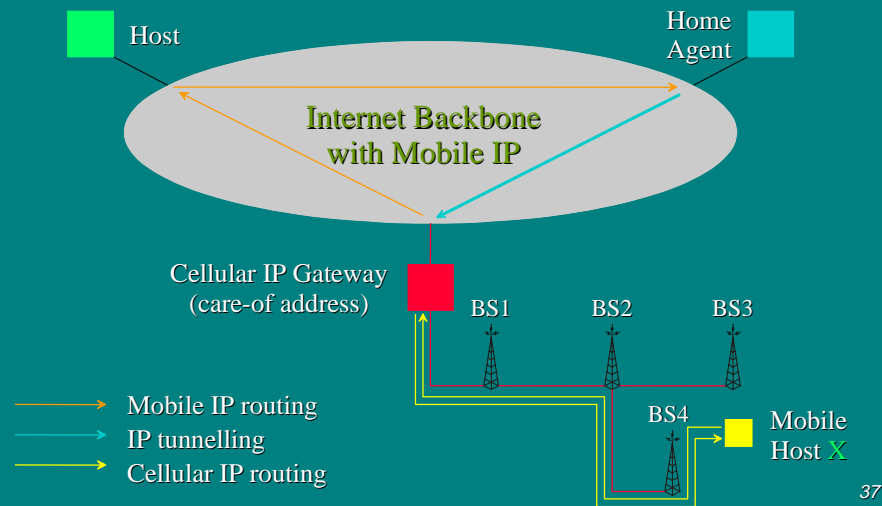 Host
Home
Agent
Internet Backbone
with Mobile IP
Cellular IP Gateway
(care-of address)
BS1
BS2
BS3
BS4
Mobile
Host X
Mobile IP routing
IP tunnelling
Cellular IP routing
37